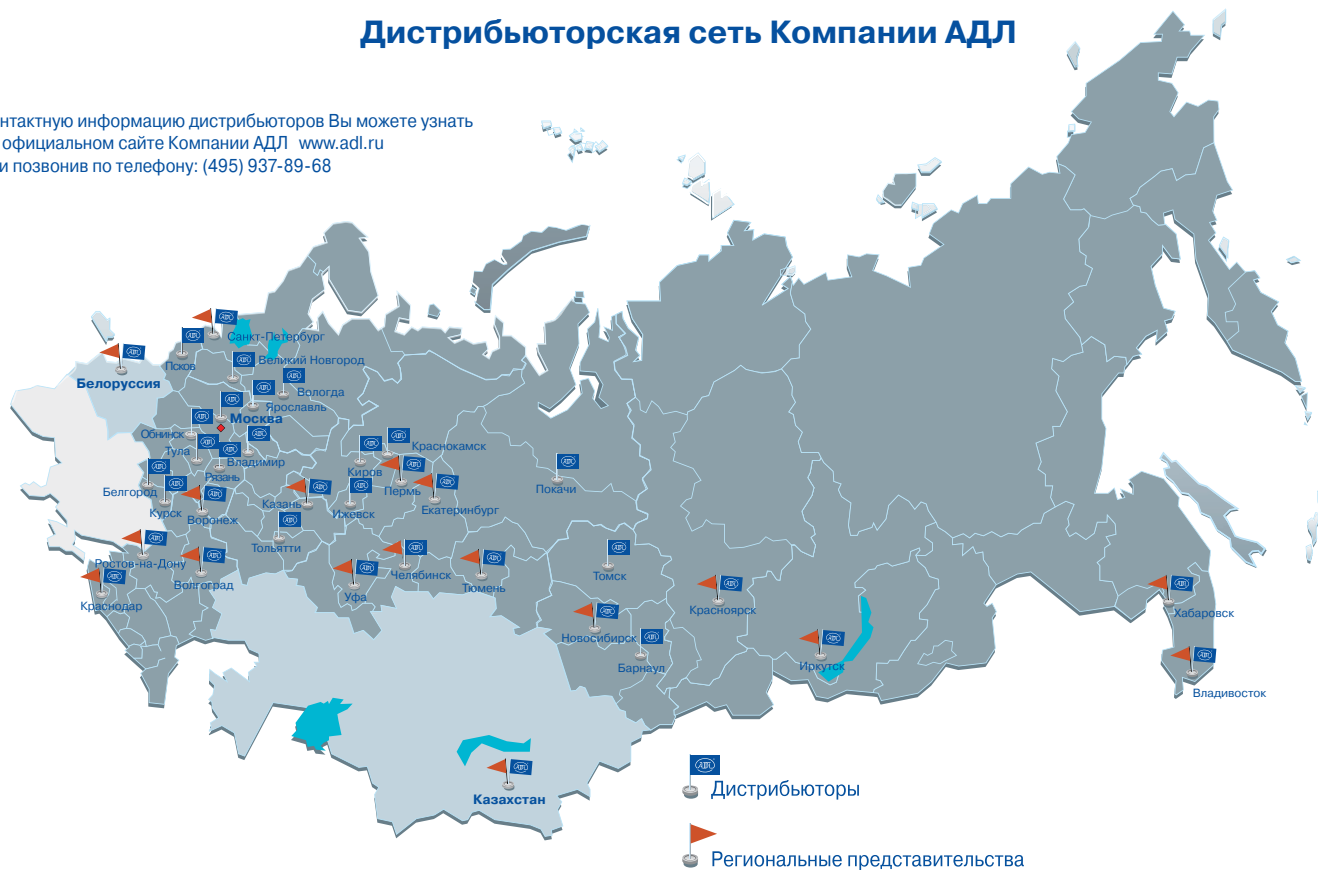 Дистрибьюторская сеть Компании АДЛ
нтактную информацию дистрибьюторов Вы можете узнать
официальном сайте Компании АДЛ www.adl.ru
и позвонив по телефону: (495) 937-89-68
Санкт-Петербург
Псков
Великий Новгород
Белоруссия
Вологда
Ярославль
Москва
Обнинск
Тула
Владимир
Рязань
Краснокамск
Киров
Пермь
Покачи
Белгород
Курск
Воронеж
Казань
Ижевск
Екатеринбург
Тольятти
Ростов-на-Дону
Волгоград
Краснодар
Уфа
Челябинск
Тюмень
Томск
Красноярск
Новосибирск
Барнаул
Иркутск
Хабаровск
Владивосток
Казахстан
Дистрибьюторы
Региональные представительства